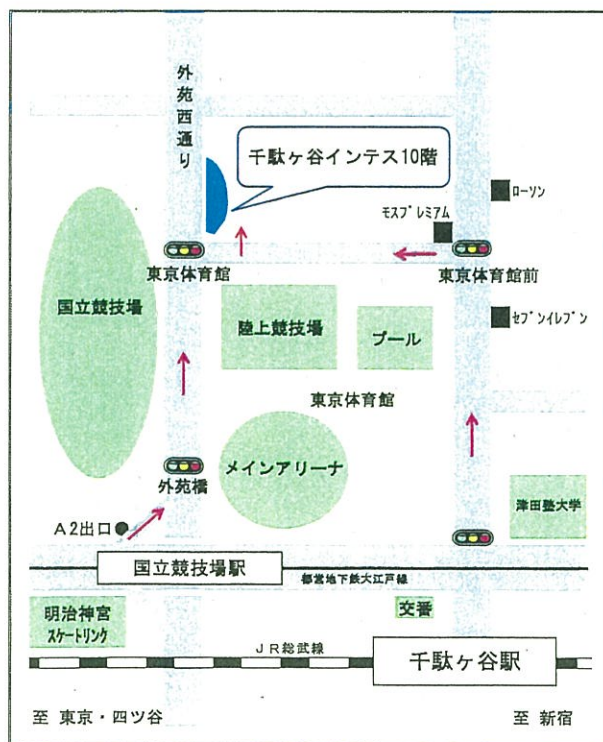 外苑西通り
千駄ヶ谷インテス10階
ローソン
モスプレミアム
東京体育館
東京体育館前
国立競技場
陸上競技場
プール
セブンイレブン
東京体育館
メインアリーナ
外苑橋
津田塾大学
A2出口
国立競技場駅
都営地下鉄大江戸線
明治神宮
スケートリンク
交番
JR総武線
千駄ヶ谷駅
至 東京・四ツ谷
至 新宿